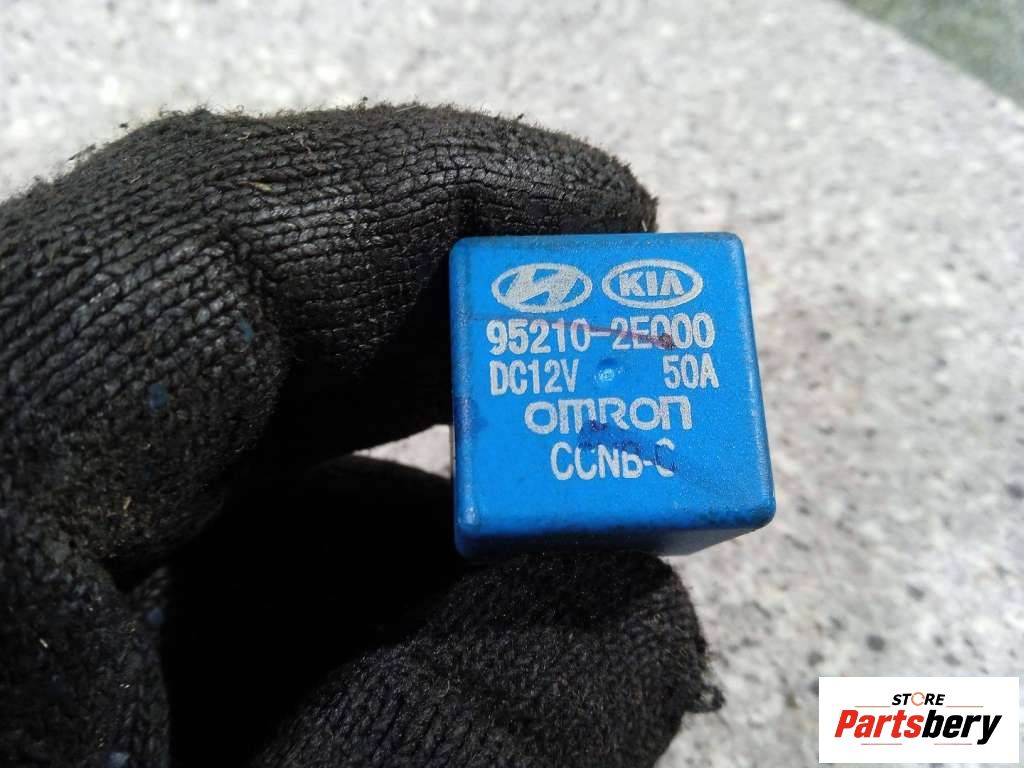 KIA
95210-2E000
DC12V 50A
OMRON
CCNB-C
STORE
Partsbery